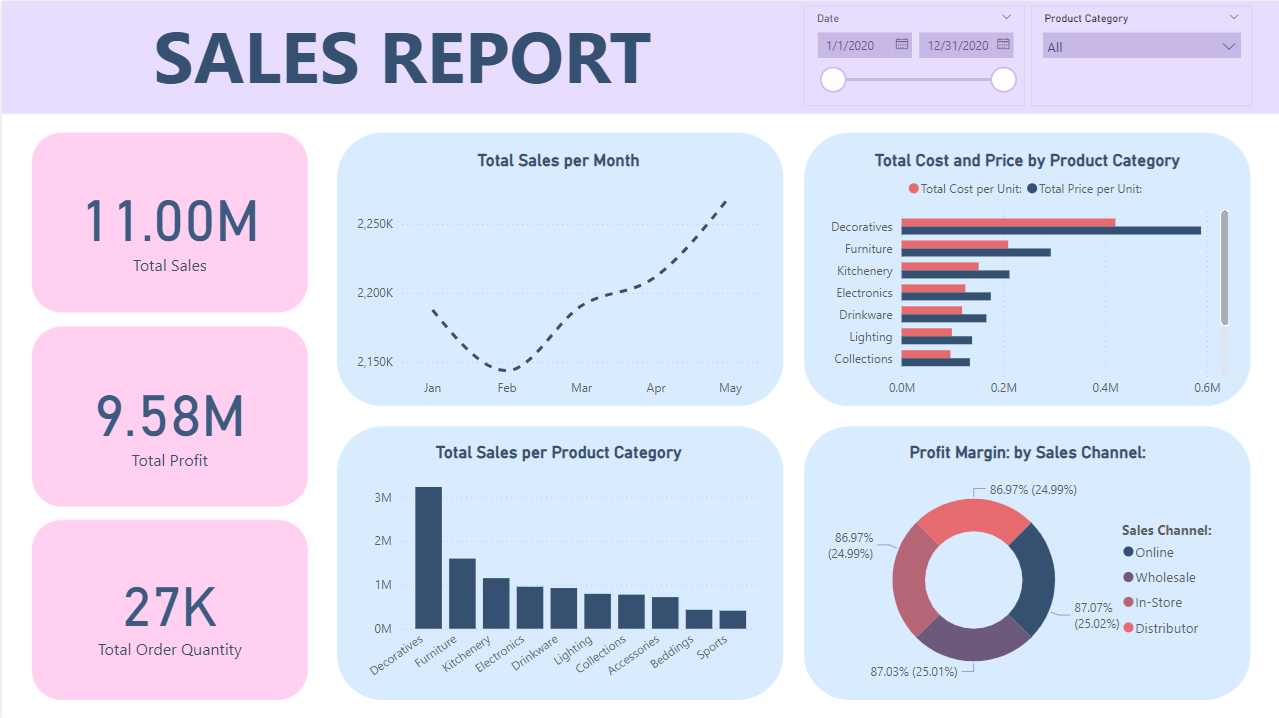 SALES REPORT
Date
1/1/2020
12/31/2020
Product Category
All
11.00M
Total Sales
9.58M
Total Profit
27K
Total Order Quantity
Total Sales per Month
2,250K
2,200K
2,150K
Jan Feb Mar Apr May
Total Cost and Price by Product Category
Total Cost per Unit: Total Price per Unit:
Decoratives
Furniture
Kitchenery
Electronics
Drinkware
Lighting
Collections
0.0M 0.2M 0.4M 0.6M
Total Sales per Product Category
3M
2M
1M
0M
Decoratives Furniture Kitchenery Electronics Drinkware Lighting Collections Accessories Beddings Sports
Profit Margin: by Sales Channel:
86.97% (24.99%)
86.97%
(24.99%)
87.07%
(25.02%)
87.03% (25.01%)
Sales Channel:
Online
Wholesale
In-Store
Distributor